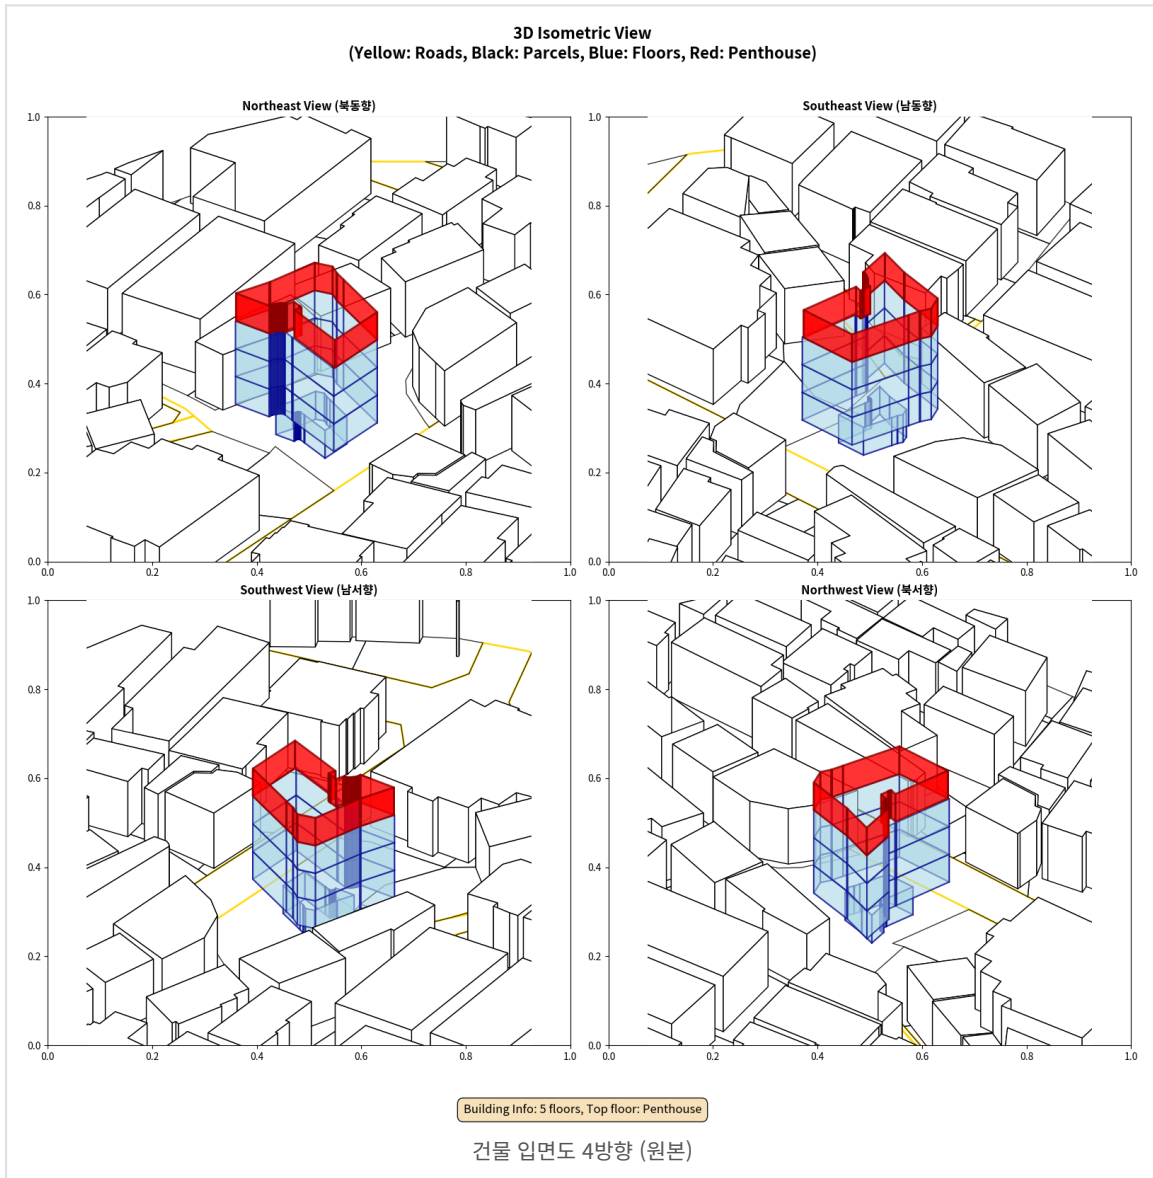 3D Isometric View
(Yellow: Roads, Black: Parcels, Blue: Floors, Red: Penthouse)
Northeast View (북동향)
1.0
0.8
0.6
0.4
0.2
0.0
0.0 0.2 0.4 0.6 0.8 1.0
Southeast View (남동향)
1.0
0.8
0.6
0.4
0.2
0.0
0.0 0.2 0.4 0.6 0.8 1.0
Southwest View (남서향)
1.0
0.8
0.6
0.4
0.2
0.0
0.0 0.2 0.4 0.6 0.8 1.0
Northwest View (북서향)
1.0
0.8
0.6
0.4
0.2
0.0
0.0 0.2 0.4 0.6 0.8 1.0
Building Info: 5 floors, Top floor: Penthouse
건물 입면도 4방향 (원본)